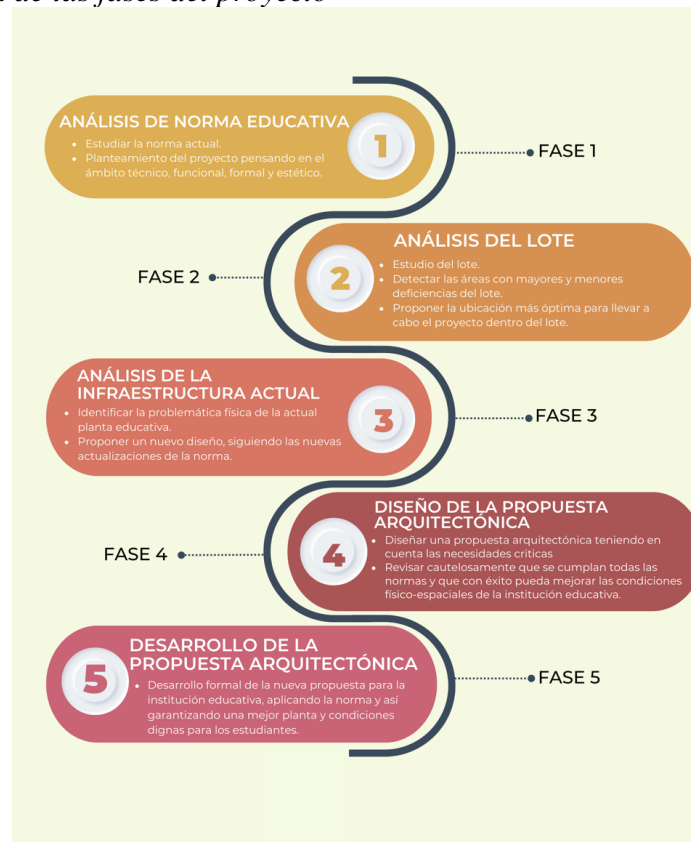 de las fases del proyecto
ANÁLISIS DE NORMA EDUCATIVA
• Estudiar la norma actual.
• Planteamiento del proyecto pensando en el
ámbito técnico, funcional, formal y estético.
1
FASE 1
ANÁLISIS DEL LOTE
• Estudio del lote.
• Detectar las áreas con mayores y menores
deficiencias del lote.
• Proponer la ubicación más óptima para llevar a
cabo el proyecto dentro del lote.
2
FASE 2
ANÁLISIS DE LA
INFRAESTRUCTURA ACTUAL
• Identificar la problemática física de la actual
planta educativa.
• Proponer un nuevo diseño, siguiendo las nuevas
actualizaciones de la norma.
3
FASE 3
DISEÑO DE LA PROPUESTA
ARQUITECTÓNICA
• Diseñar una propuesta arquitectónica teniendo en
cuenta las necesidades criticas
• Revisar cautelosamente que se cumplan todas las
normas y que con éxito pueda mejorar las condiciones
físico-espaciales de la institución educativa.
4
FASE 4
DESARROLLO DE LA
PROPUESTA ARQUITECTÓNICA
• Desarrollo formal de la nueva propuesta para la
institución educativa, aplicando la norma y así
garantizando una mejor planta y condiciones
dignas para los estudiantes.
5
FASE 5